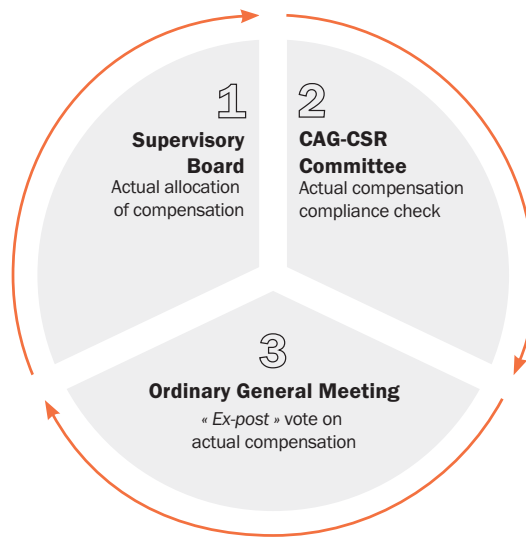 1
Supervisory
Board
Actual allocation
of compensation
2
CAG-CSR
Committee
Actual compensation
compliance check
3
Ordinary General Meeting
« Ex-post » vote on
actual compensation